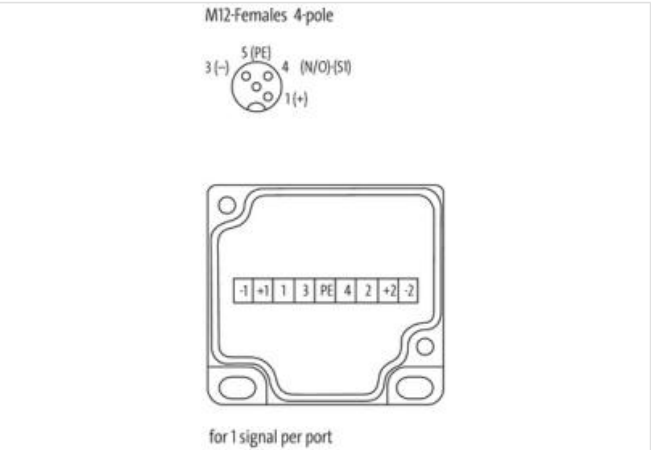 M12-Females 4-pole
5 (PE)
3 (–) 4 (N/O)-(S1)
1 (+)
-1 +1 1 3 PE 4 2 +2 -2
for 1 signal per port